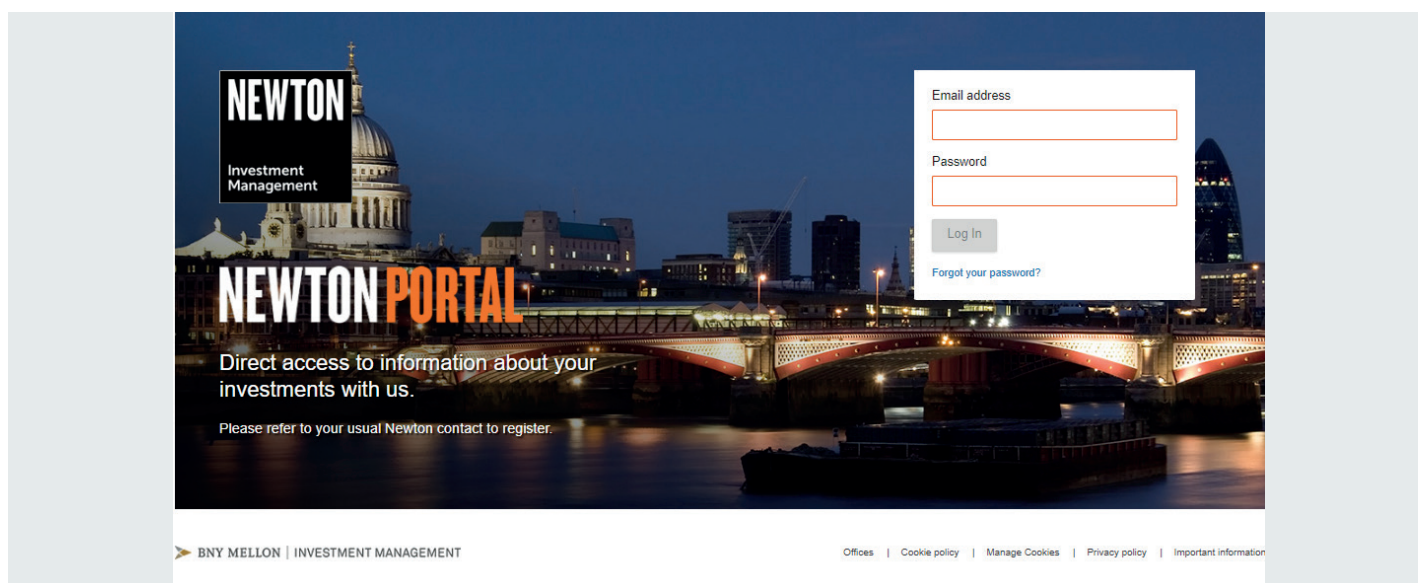 NEWTON
Investment
Management
NEWTON PORTAL
Direct access to information about your
investments with us.
Please refer to your usual Newton contact to register.
Email address
Password
Log In
Forgot your password?
BNY MELLON | INVESTMENT MANAGEMENT
Offices | Cookie policy | Manage Cookies | Privacy policy | Important information